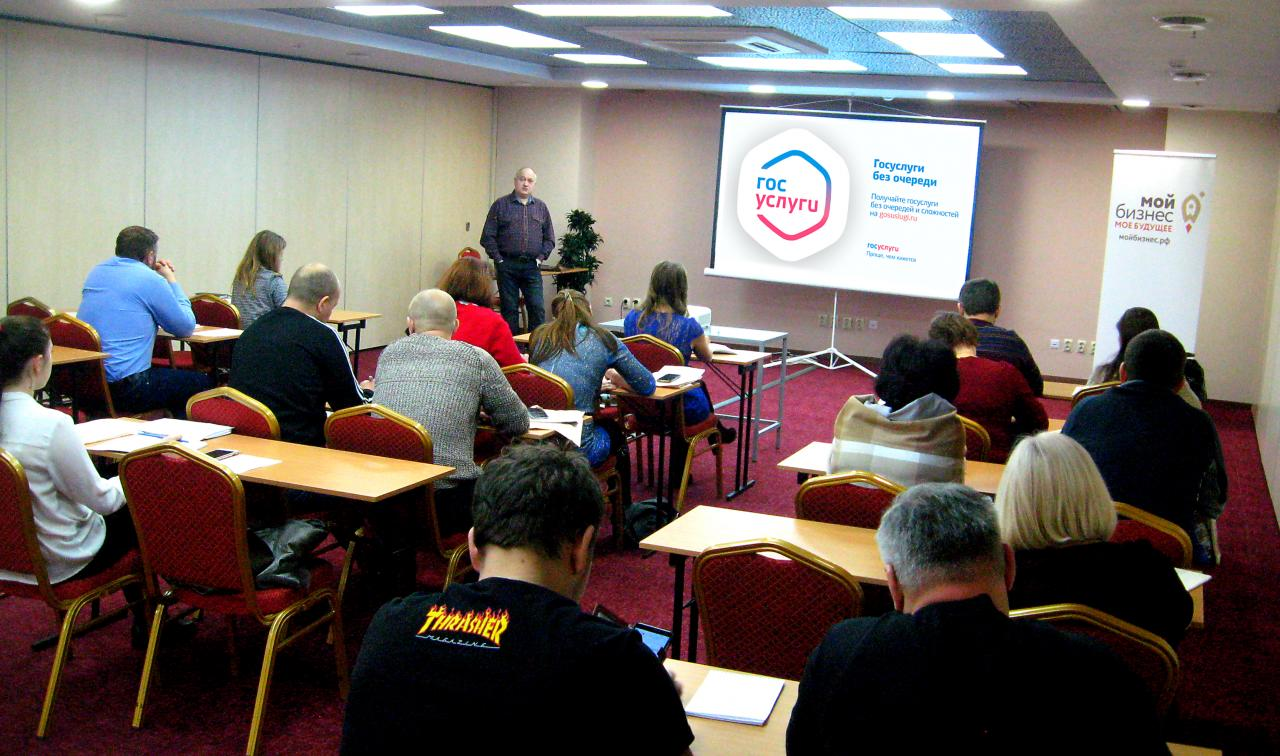 гос
услуги
Госуслуги
без очереди
Получайте госуслуги
без очередей и сложностей
на gosuslugi.ru
госуслуги
Проще, чем кажется
мой
бизнес
МОЕ БУДУЩЕЕ
мойбизнес.рф
THRASHER
MAGAZINE